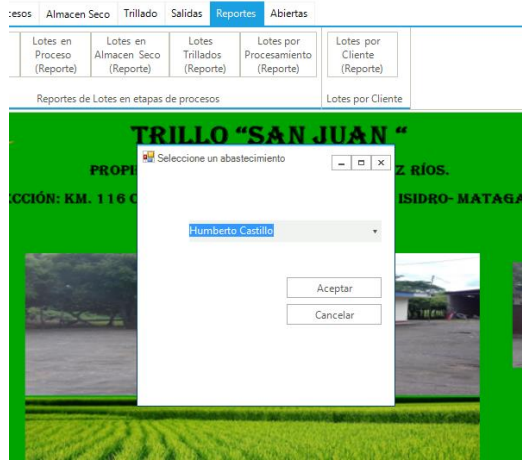 Almacen Seco Trillado Salidas Reportes Abiertas
Lotes en Proceso (Reporte)
Lotes en Almacen Seco (Reporte)
Lotes Trillados (Reporte)
Lotes por Procesamiento (Reporte)
Lotes por Cliente (Reporte)
Reportes de Lotes en etapas de procesos
Lotes por Cliente
TRILLO “SAN JUAN “
Seleccione un abastecimiento
PROPI
Z RÍOS.
CCIÓN: KM. 116 C
ISIDRO- MATAGA
Humberto Castillo
Aceptar
Cancelar